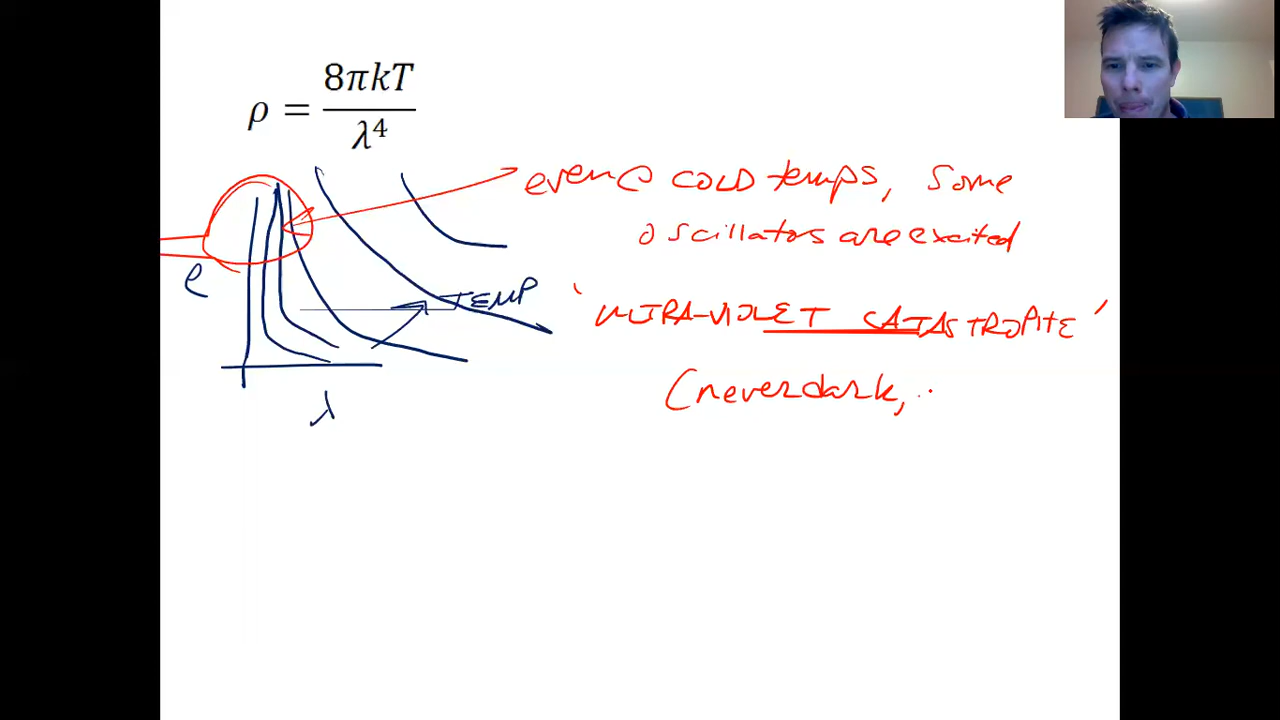 ρ = 8πkT / λ⁴
even @ COLD temps, Some
oscillators are excited
ρ
TEMP
'ULTRA-VIOLET CATASTROPHE'
(never dark, .
λ